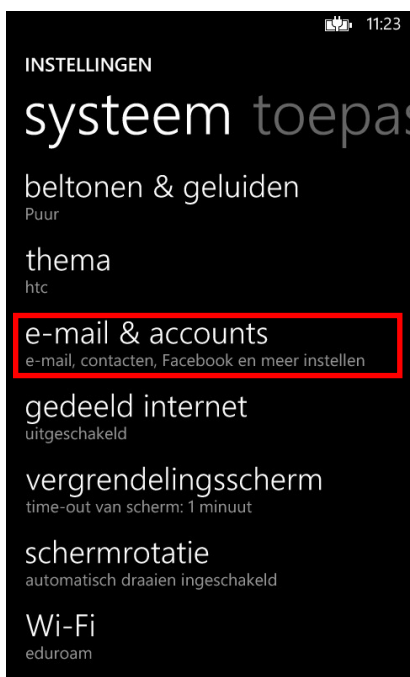 11:23
INSTELLINGEN
systeem toepas
beltonen & geluiden
Puur
thema
htc
e-mail & accounts
e-mail, contacten, Facebook en meer instellen
gedeeld internet
uitgeschakeld
vergrendelingsscherm
time-out van scherm: 1 minuut
schermrotatie
automatisch draaien ingeschakeld
Wi-Fi
eduroam